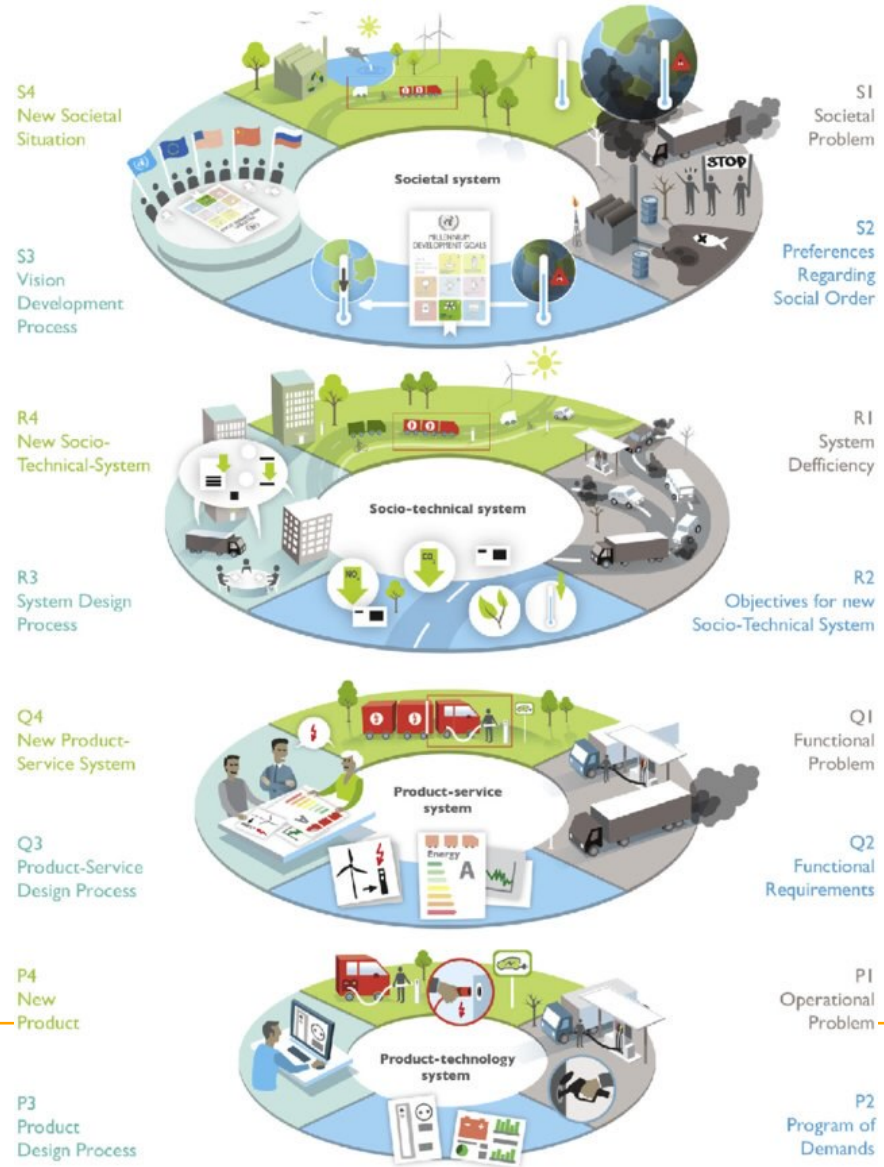 S4
New Societal
Situation
S1
Societal
Problem
STOP
Societal system
MILLENNIUM
DEVELOPMENT GOALS
S3
Vision
Development
Process
S2
Preferences
Regarding
Social Order
R4
New Socio-
Technical-System
R1
System
Defficiency
Socio-technical system
NOx
CO2
R3
System Design
Process
R2
Objectives for new
Socio-Technical System
Q4
New Product-
Service System
Q1
Functional
Problem
Product-service
system
Q3
Product-Service
Design Process
Energy
A
A
Q2
Functional
Requirements
P4
New
Product
P1
Operational
Problem
Product-technology
system
P3
Product
Design Process
P2
Program of
Demands